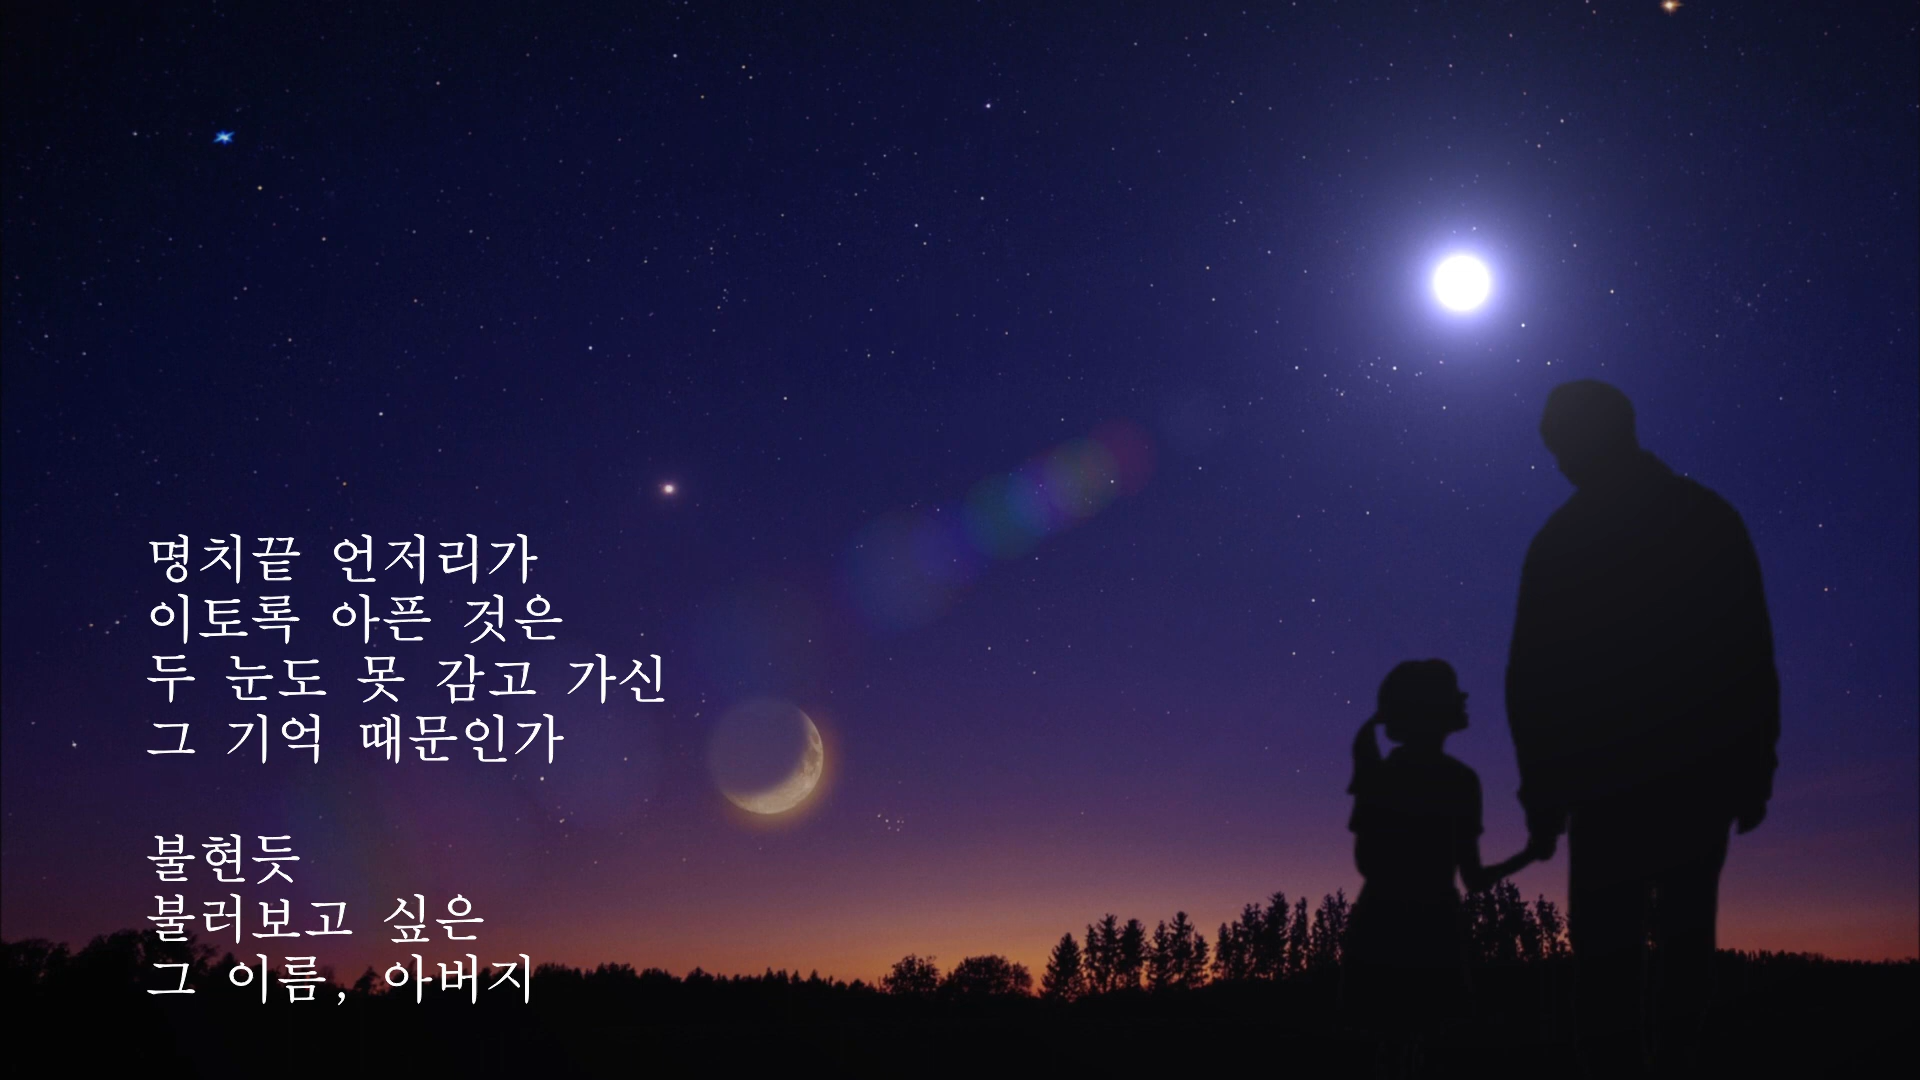 명치끝 언저리가
이토록 아픈 것은
두 눈도 못 감고 가신
그 기억 때문인가
불현듯
불러보고 싶은
그 이름, 아버지